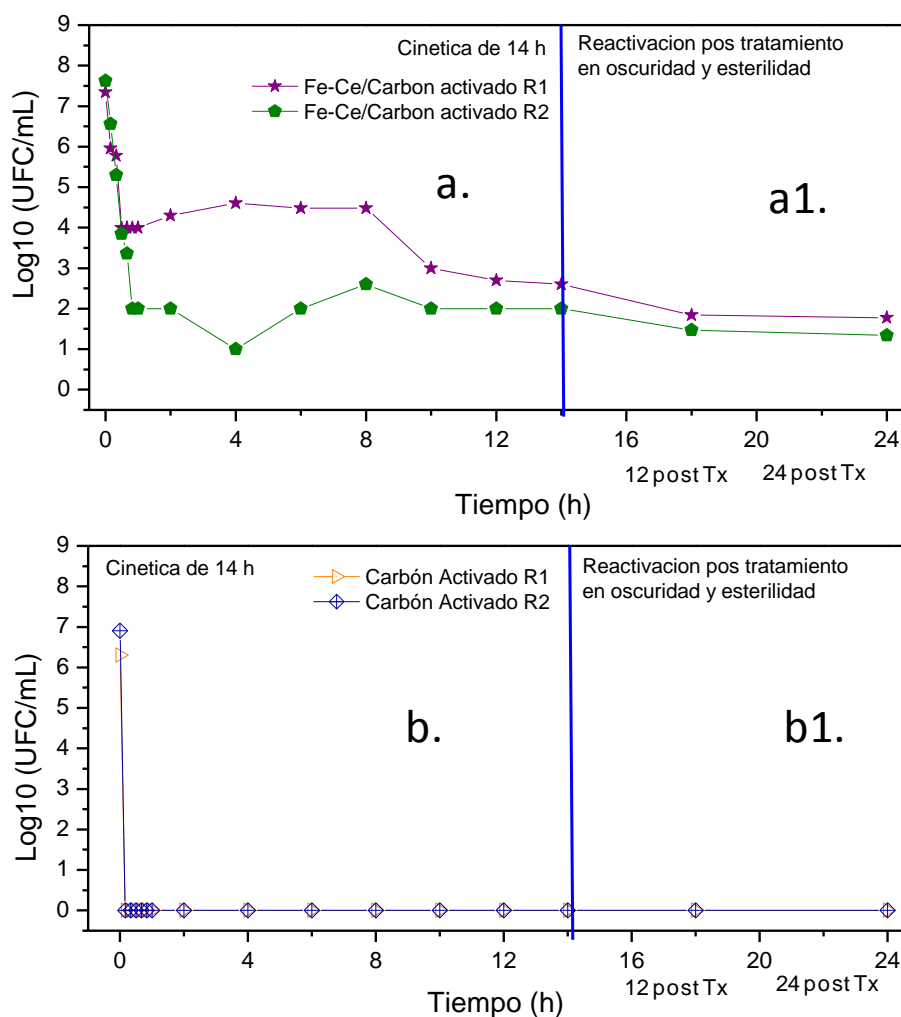 Cinetica de 14 h
Reactivacion pos tratamiento
en oscuridad y esterilidad
Fe-Ce/Carbon activado R1
Fe-Ce/Carbon activado R2
a.
a1.
Log10 (UFC/mL)
9
8
7
6
5
4
3
2
1
0
0 4 8 12 16 20 24
12 post Tx 24 post Tx
Tiempo (h)
Cinetica de 14 h
Reactivacion pos tratamiento
en oscuridad y esterilidad
Carbón Activado R1
Carbón Activado R2
b.
b1.
Log10 (UFC/mL)
9
8
7
6
5
4
3
2
1
0
0 4 8 12 16 20 24
12 post Tx 24 post Tx
Tiempo (h)